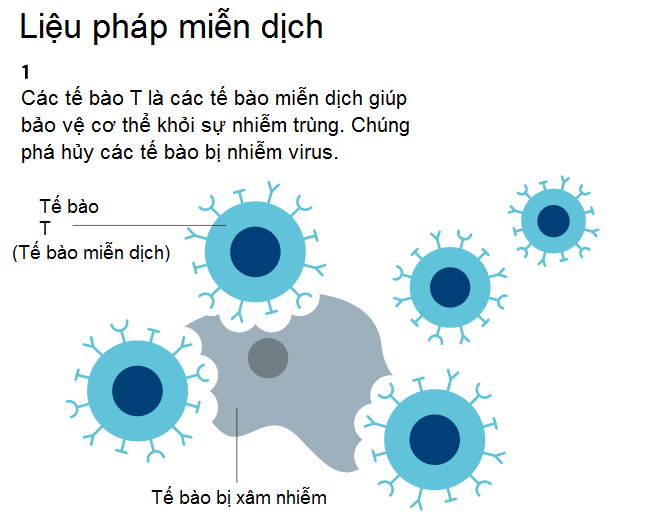 Liệu pháp miễn dịch
1
Các tế bào T là các tế bào miễn dịch giúp
bảo vệ cơ thể khỏi sự nhiễm trùng. Chúng
phá hủy các tế bào bị nhiễm virus.
Tế bào
T
(Tế bào miễn dịch)
Tế bào bị xâm nhiễm